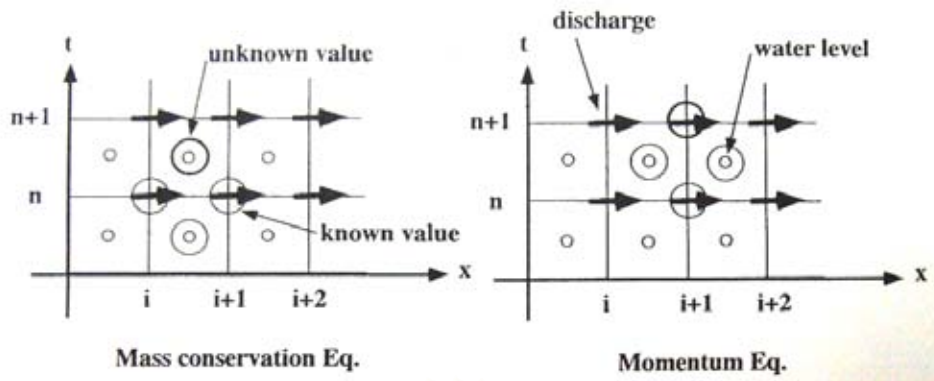 t
unknown value
n+1
n
known value
x
i
i+1
i+2
Mass conservation Eq.
discharge
t
water level
n+1
n
x
i
i+1
i+2
Momentum Eq.